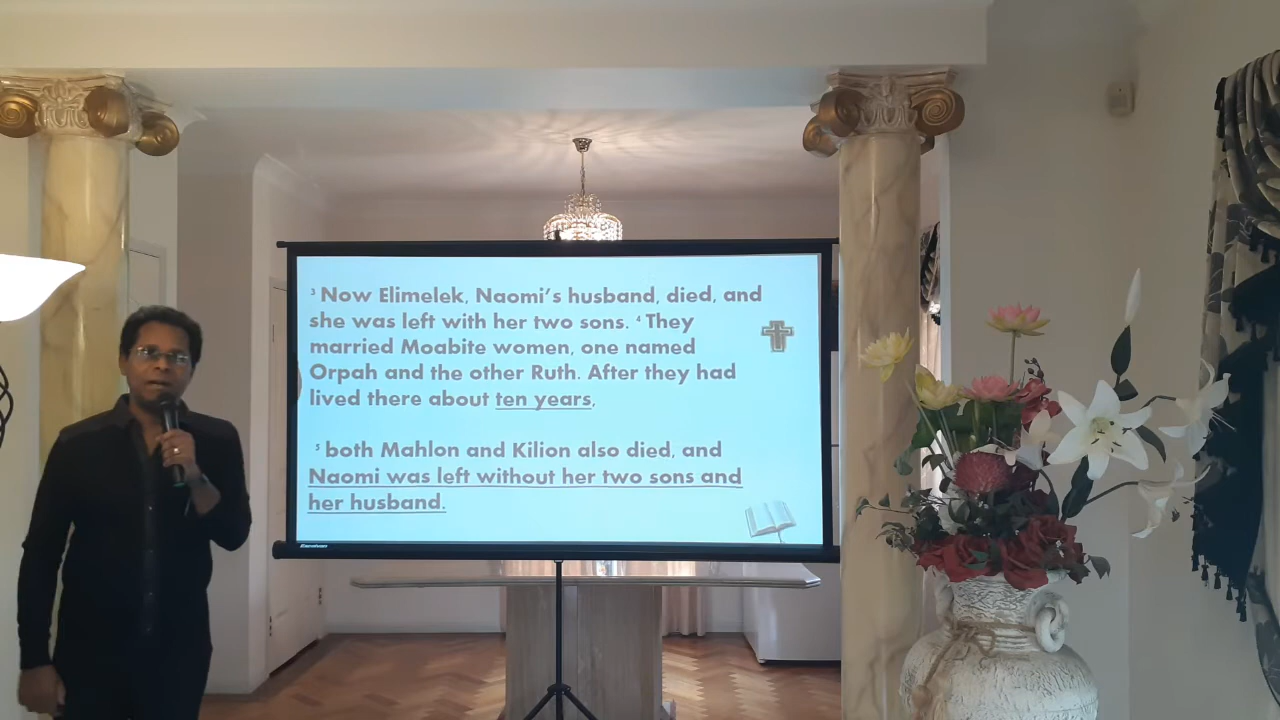 ³ Now Elimelek, Naomi's husband, died, and
she was left with her two sons. ⁴ They
married Moabite women, one named
Orpah and the other Ruth. After they had
lived there about ten years,
⁵ both Mahlon and Kilion also died, and
Naomi was left without her two sons and
her husband.